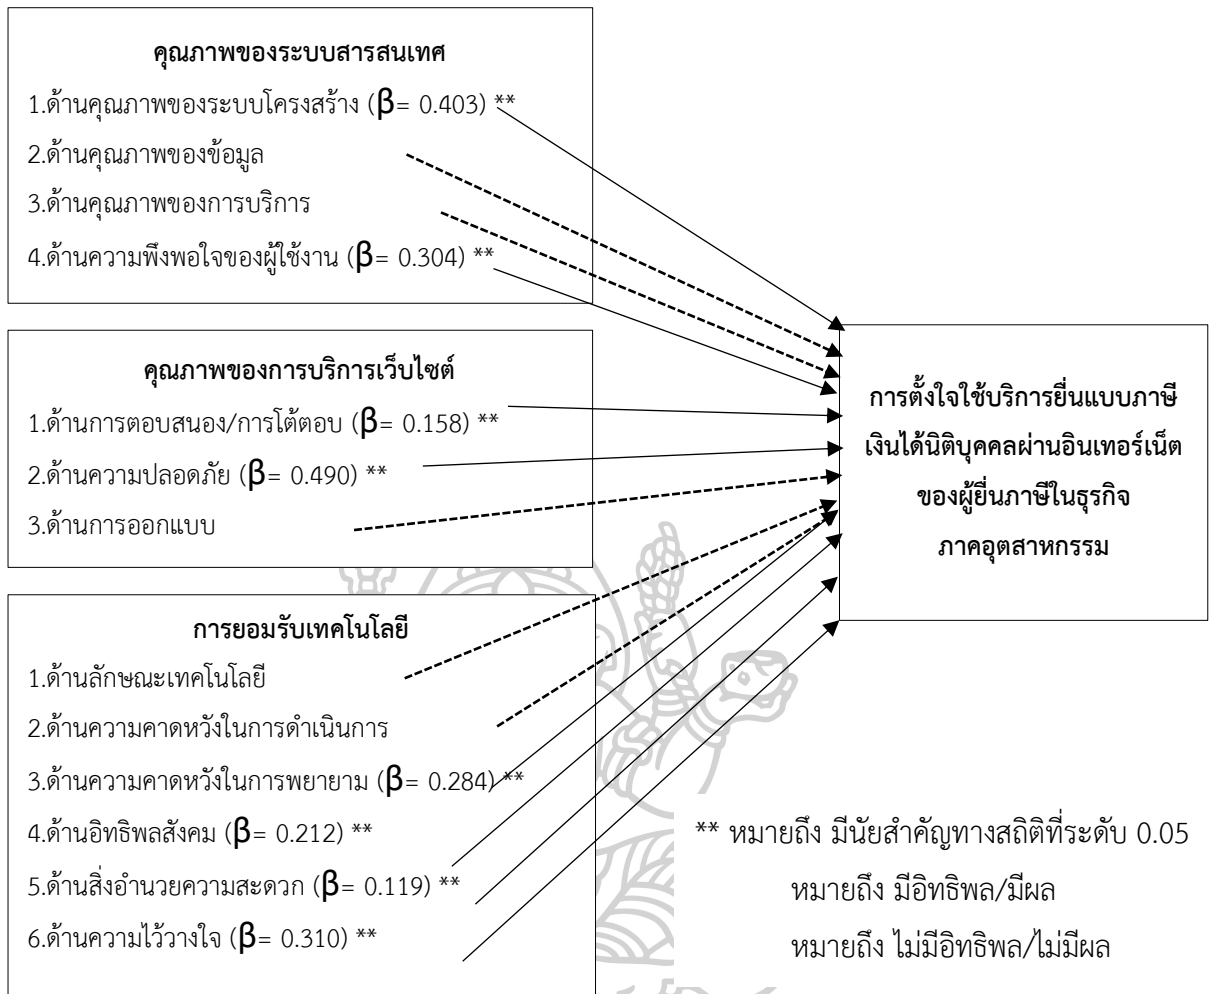 คุณภาพของระบบสารสนเทศ
1.ด้านคุณภาพของระบบโครงสร้าง (β= 0.403) **
2.ด้านคุณภาพของข้อมูล
3.ด้านคุณภาพของการบริการ
4.ด้านความพึงพอใจของผู้ใช้งาน (β= 0.304) **
คุณภาพของการบริการเว็บไซต์
1.ด้านการตอบสนอง/การโต้ตอบ (β= 0.158) **
2.ด้านความปลอดภัย (β= 0.490) **
3.ด้านการออกแบบ
การยอมรับเทคโนโลยี
1.ด้านลักษณะเทคโนโลยี
2.ด้านความคาดหวังในการดำเนินการ
3.ด้านความคาดหวังในการพยายาม (β= 0.284) **
4.ด้านอิทธิพลสังคม (β= 0.212) **
5.ด้านสิ่งอำนวยความสะดวก (β= 0.119) **
6.ด้านความไว้วางใจ (β= 0.310) **
การตั้งใจใช้บริการยื่นแบบภาษี
เงินได้นิติบุคคลผ่านอินเทอร์เน็ต
ของผู้ยื่นภาษีในธุรกิจ
ภาคอุตสาหกรรม
** หมายถึง มีนัยสำคัญทางสถิติที่ระดับ 0.05
หมายถึง มีอิทธิพล/มีผล
หมายถึง ไม่มีอิทธิพล/ไม่มีผล